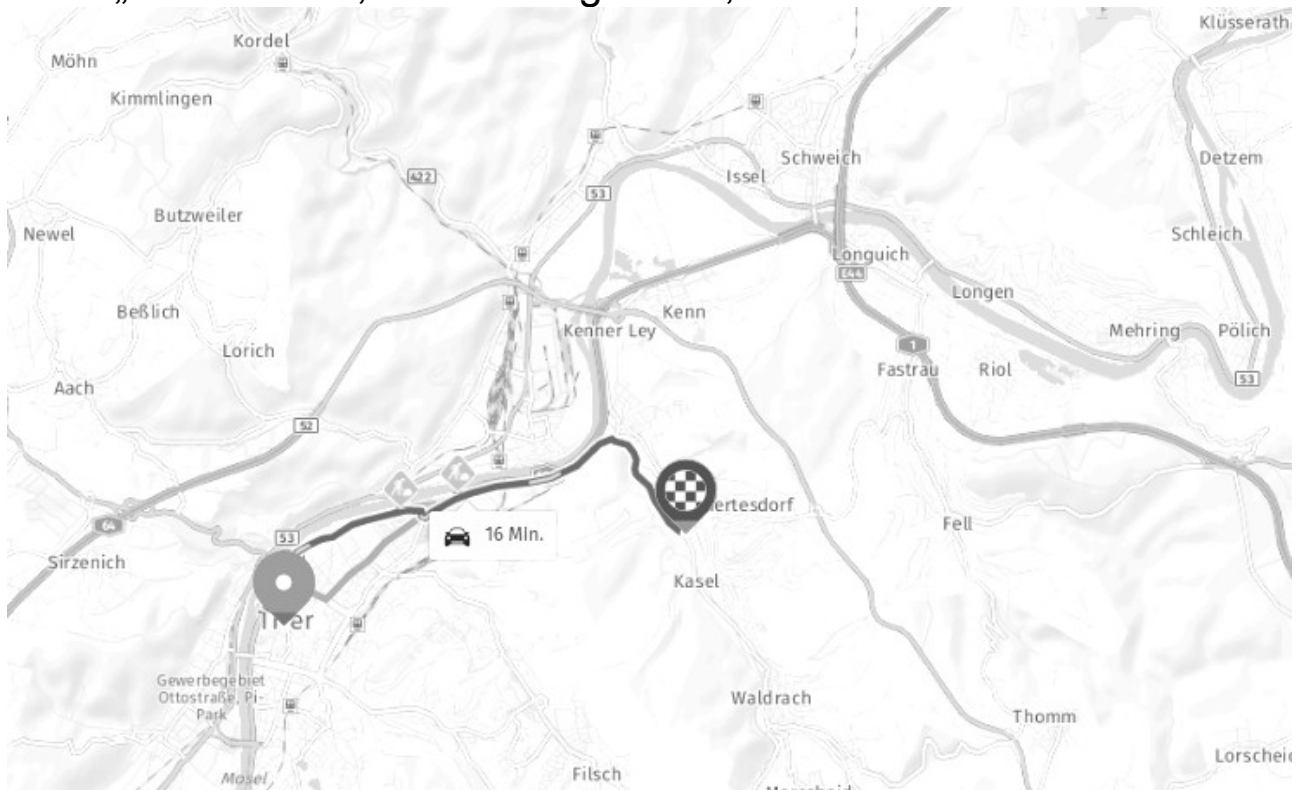 Klüsserath
Kordel
Möhn
Kimmlingen
Schweich
Detzem
Issel
422
53
Butzweiler
Newel
Schleich
Longuich
E44
Longen
Beßlich
Kenn
Kenner Ley
Mehring
Pölich
1
Lorich
Fastrau
Riol
53
Aach
52
ertesdorf
64
Fell
53
16 Min.
Sirzenich
Kasel
Gewerbegebiet
Ottostraße, Pi-
Park
Waldrach
Thomm
Lorscheid
Mosel
Filsch